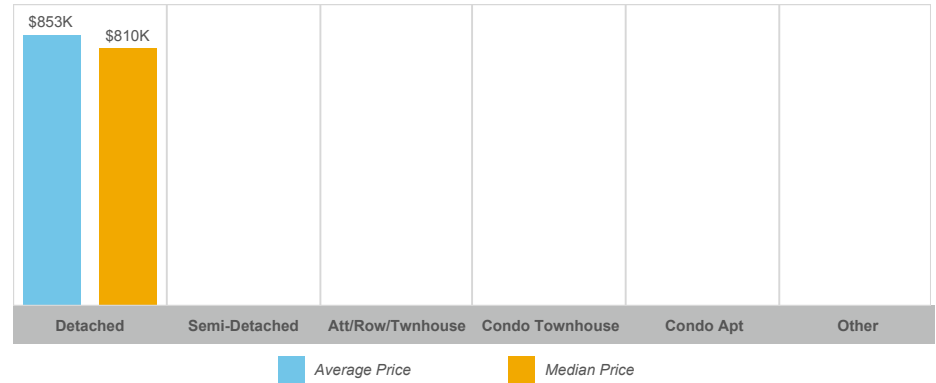 $853K
$810K
Detached Semi-Detached Att/Row/Twnhouse Condo Townhouse Condo Apt Other
Average Price Median Price